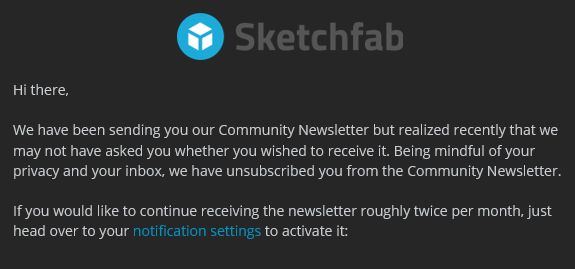 Sketchfab
Hi there,
We have been sending you our Community Newsletter but realized recently that we
may not have asked you whether you wished to receive it. Being mindful of your
privacy and your inbox, we have unsubscribed you from the Community Newsletter.
If you would like to continue receiving the newsletter roughly twice per month, just
head over to your notification settings to activate it: